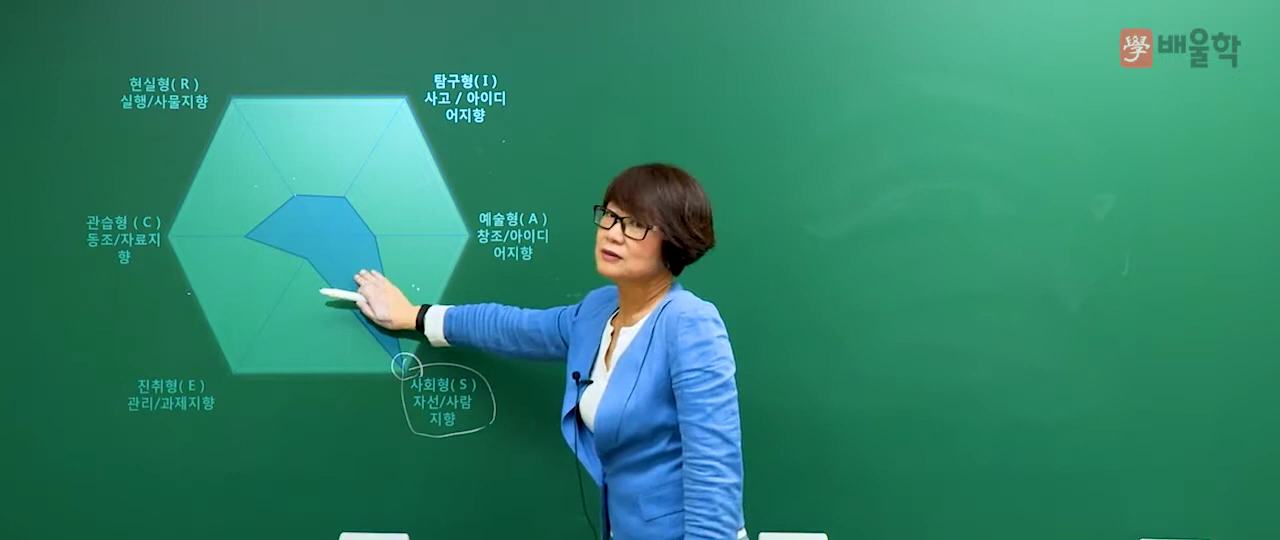 學 배울학
현실형( R )
실행/사물지향
탐구형( I )
사고 / 아이디
어지향
관습형 ( C )
동조/자료지
향
예술형( A )
창조/아이디
어지향
진취형( E )
관리/과제지향
사회형( S )
자선/사람
지향